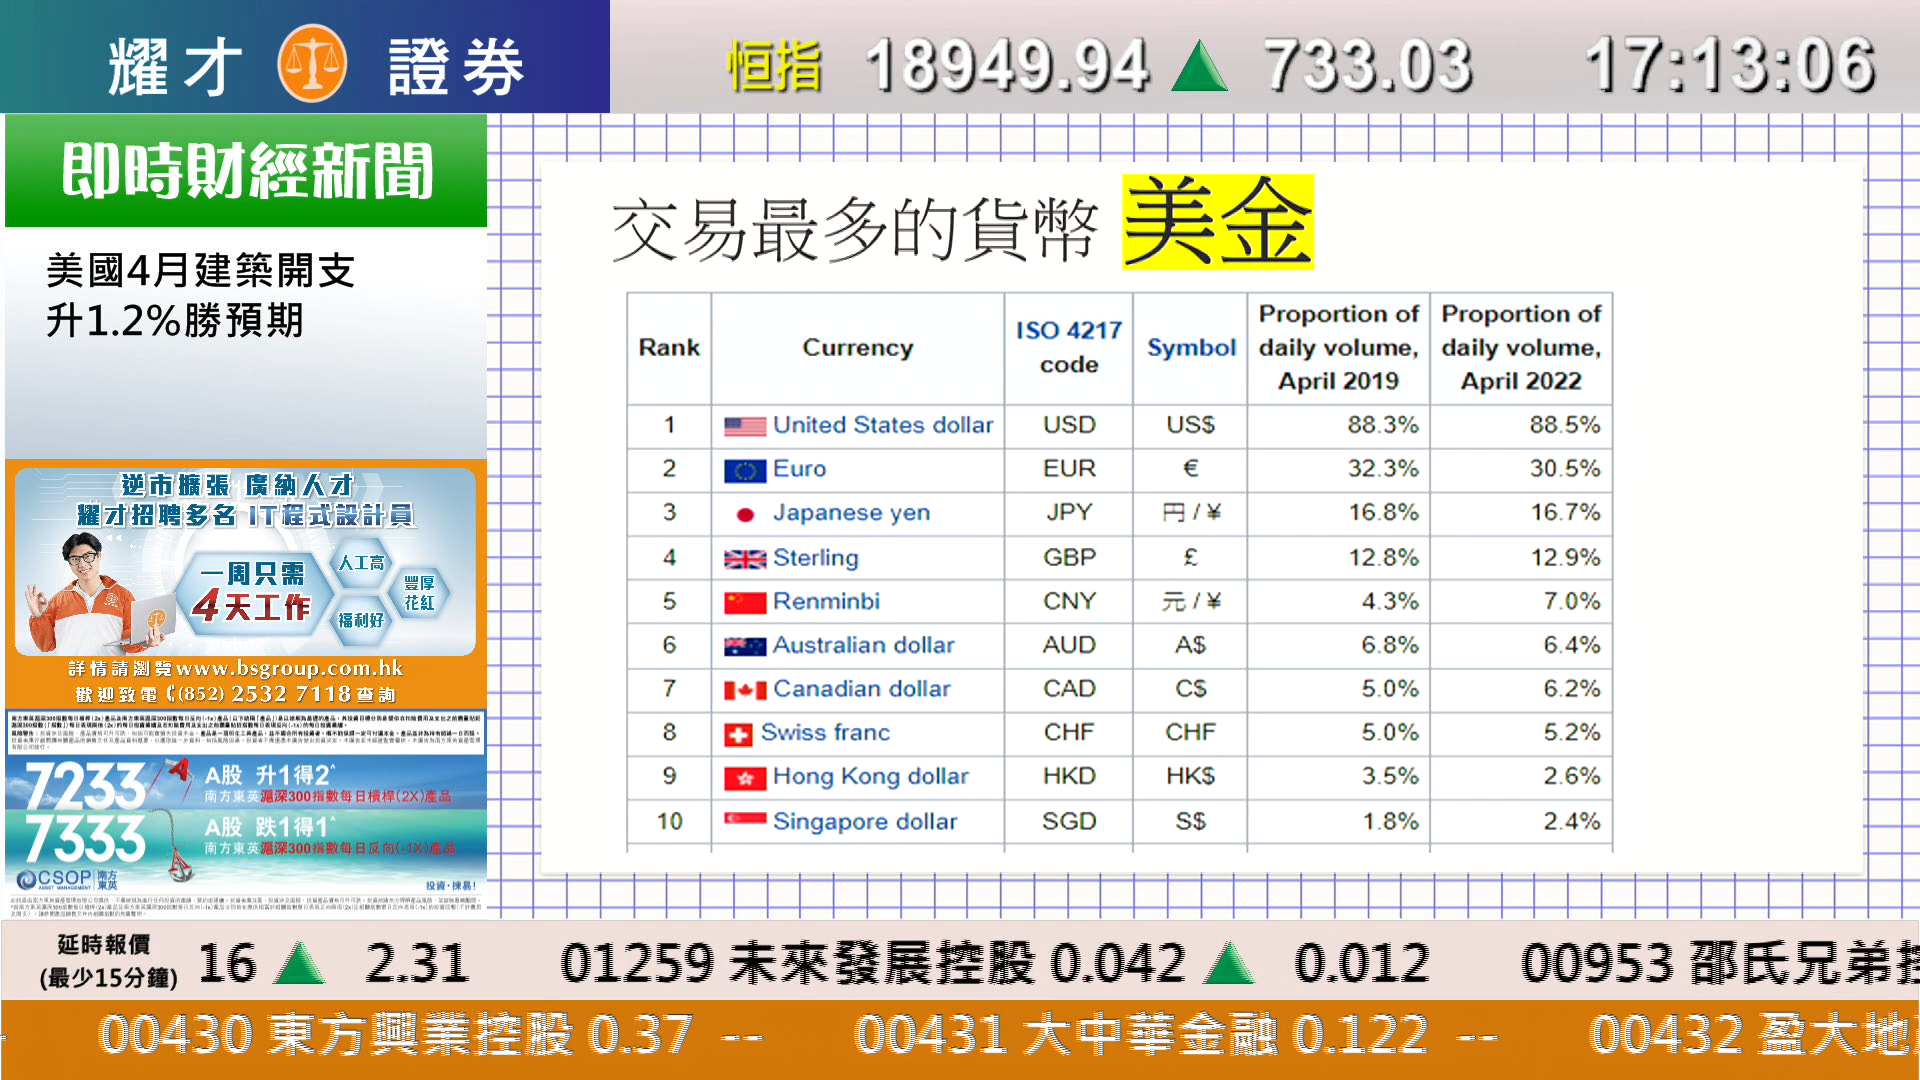 耀才 證券
恒指 18949.94 ▲ 733.03 17:13:06
即時財經新聞
美國4月建築開支
升1.2%勝預期
逆市擴張 廣納人才
耀才招聘多名 IT程式設計員
一周只需
4天工作
人工高
豐厚
花紅
福利好
詳情請瀏覽www.bsgroup.com.hk
歡迎致電 (852) 2532 7118 查詢
7233
A股 升1得2^
南方東英滬深300指數每日槓桿(2X)產品
7333
A股 跌1得1^
南方東英滬深300指數每日反向(-1X)產品
CSOP 南方
ASSET MANAGEMENT 東英
投資·揀易!
交易最多的貨幣 美金
Rank Currency ISO 4217 code Symbol Proportion of daily volume, April 2019 Proportion of daily volume, April 2022
1 United States dollar USD US$ 88.3% 88.5%
2 Euro EUR € 32.3% 30.5%
3 Japanese yen JPY 円 / ¥ 16.8% 16.7%
4 Sterling GBP £ 12.8% 12.9%
5 Renminbi CNY 元 / ¥ 4.3% 7.0%
6 Australian dollar AUD A$ 6.8% 6.4%
7 Canadian dollar CAD C$ 5.0% 6.2%
8 Swiss franc CHF CHF 5.0% 5.2%
9 Hong Kong dollar HKD HK$ 3.5% 2.6%
10 Singapore dollar SGD S$ 1.8% 2.4%
延時報價
(最少15分鐘)
16 ▲ 2.31 01259 未來發展控股 0.042 ▲ 0.012 00953 邵氏兄弟控
00430 東方興業控股 0.37 -- 00431 大中華金融 0.122 -- 00432 盈大地